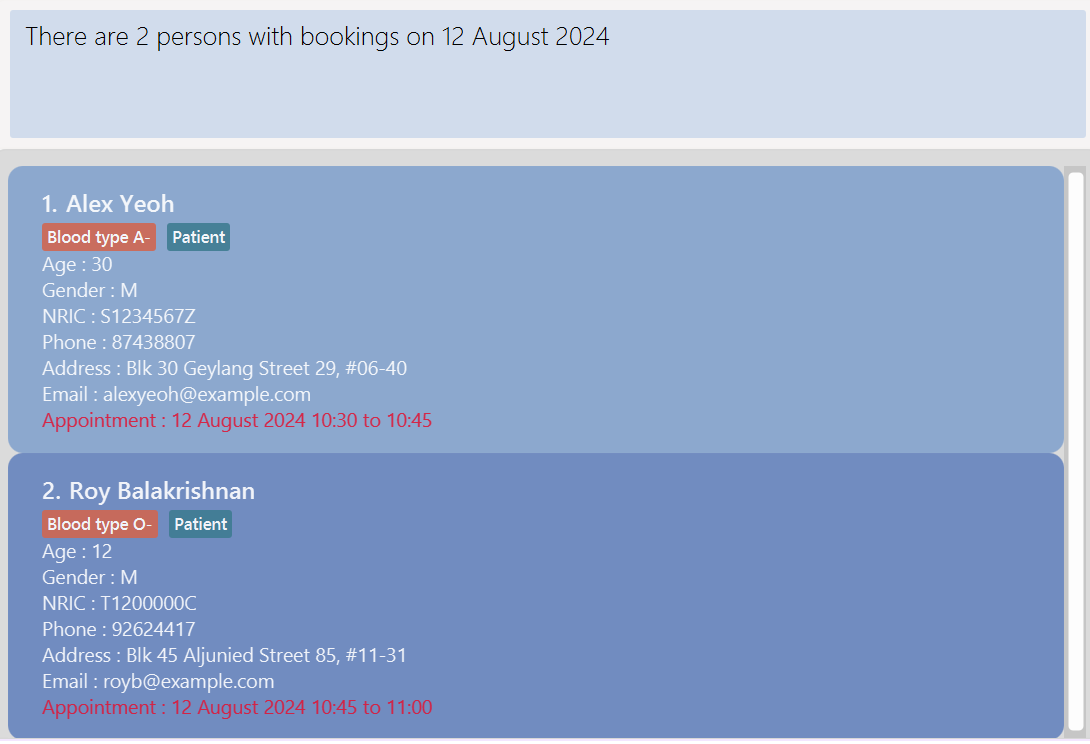 There are 2 persons with bookings on 12 August 2024
1. Alex Yeoh
Blood type A- Patient
Age : 30
Gender : M
NRIC : S1234567Z
Phone : 87438807
Address : Blk 30 Geylang Street 29, #06-40
Email : alexyeoh@example.com
Appointment : 12 August 2024 10:30 to 10:45
2. Roy Balakrishnan
Blood type O- Patient
Age : 12
Gender : M
NRIC : T1200000C
Phone : 92624417
Address : Blk 45 Aljunied Street 85, #11-31
Email : royb@example.com
Appointment : 12 August 2024 10:45 to 11:00